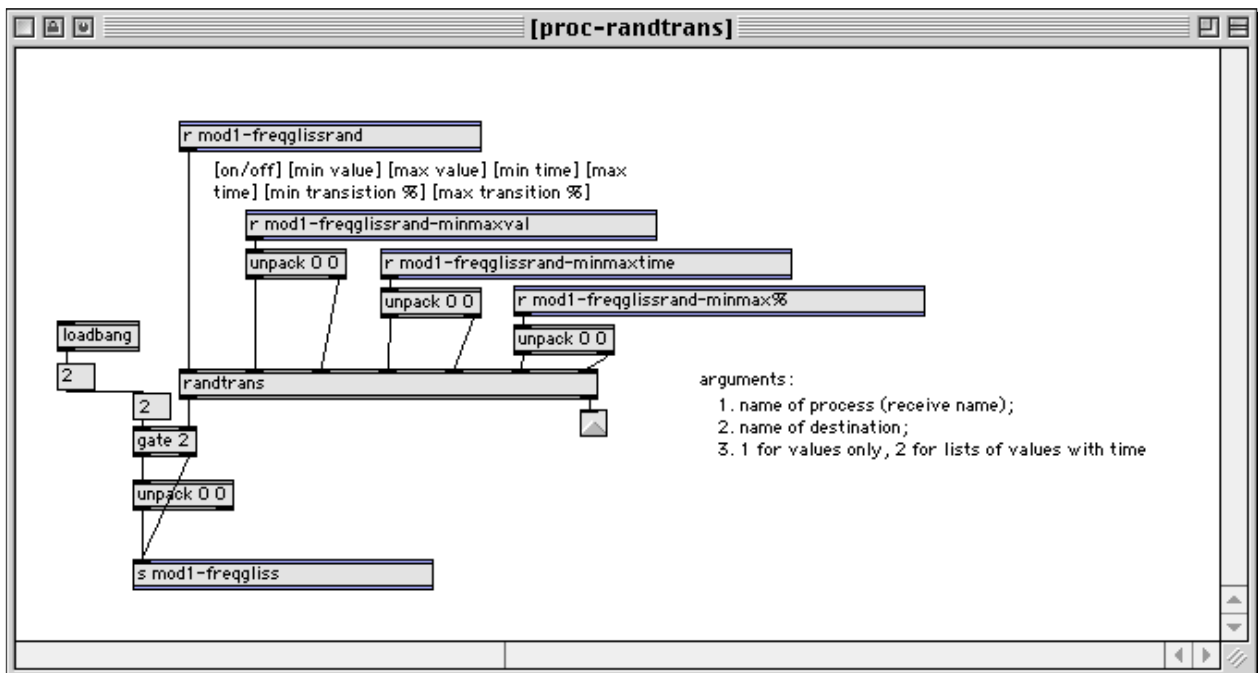 [proc-randtrans]
r mod1-freqglissrand
[on/off] [min value] [max value] [min time] [max
time] [min transistion %] [max transition %]
r mod1-freqglissrand-minmaxval
unpack 0 0
r mod1-freqglissrand-minmaxtime
unpack 0 0
r mod1-freqglissrand-minmax%
unpack 0 0
loadbang
2
randtrans
2
gate 2
unpack 0 0
s mod1-freqgliss
arguments:
1. name of process (receive name);
2. name of destination;
3. 1 for values only, 2 for lists of values with time